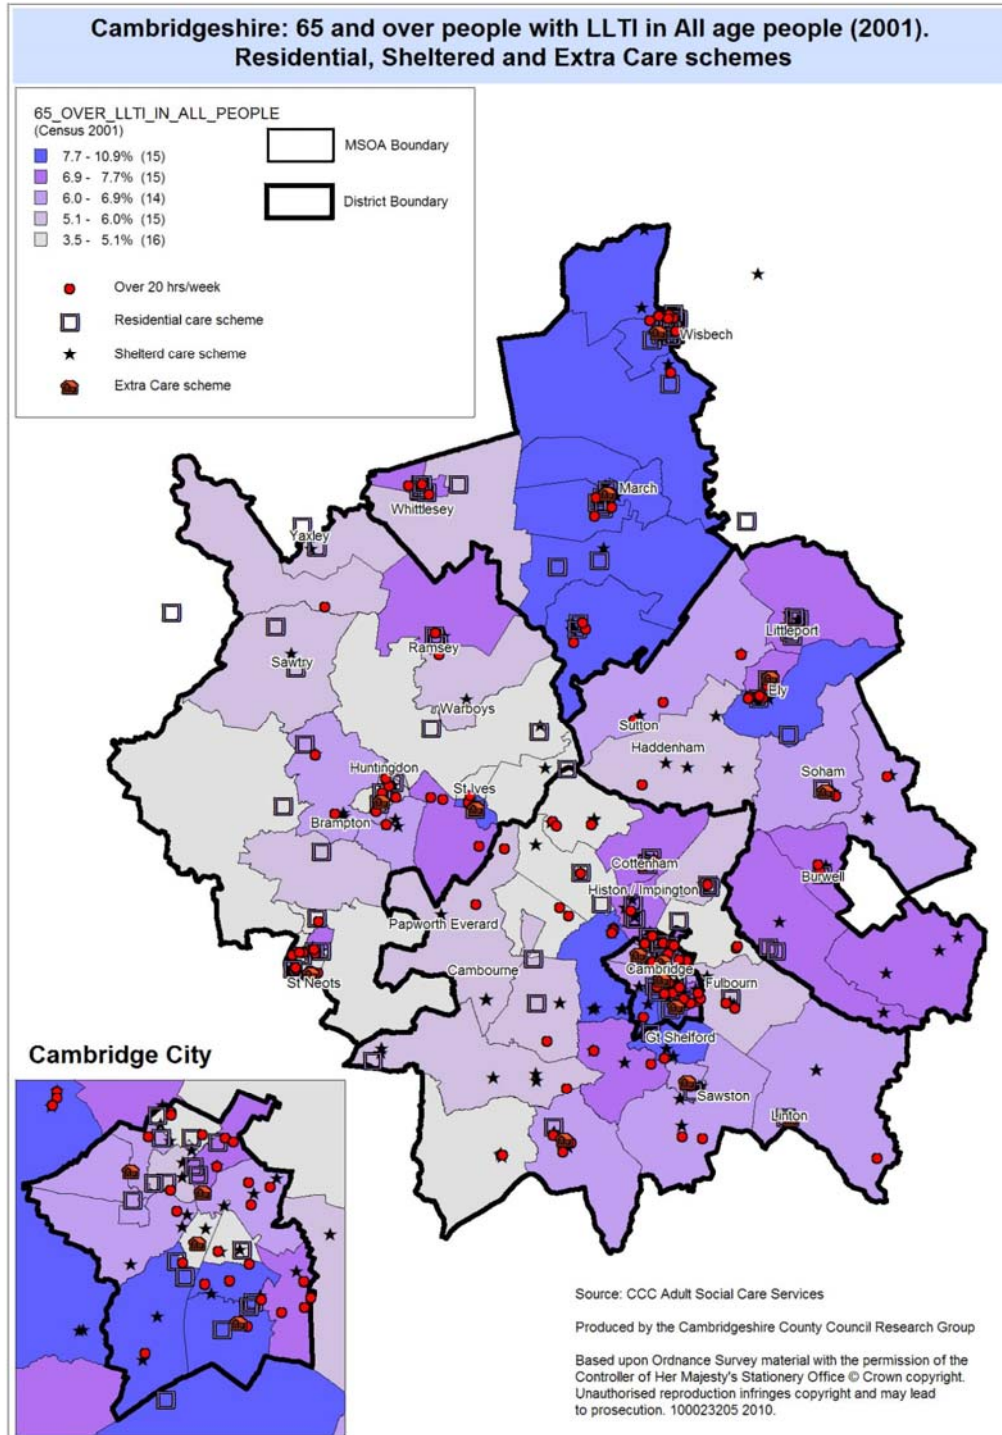 Cambridgeshire: 65 and over people with LLTI in All age people (2001).
Residential, Sheltered and Extra Care schemes
65_OVER_LLTI_IN_ALL_PEOPLE
(Census 2001)
7.7 - 10.9% (15)
6.9 - 7.7% (15)
6.0 - 6.9% (14)
5.1 - 6.0% (15)
3.5 - 5.1% (16)
MSOA Boundary
District Boundary
Over 20 hrs/week
Residential care scheme
Shelterd care scheme
Extra Care scheme
Wisbech
March
Whittlesey
Yaxley
Littleport
Ramsey
Sawtry
Ely
Warboys
Sutton
Haddenham
Huntingdon
Soham
St Ives
Brampton
Cottenham
Burwell
Histon / Impington
Papworth Everard
Cambourne
Cambridge
Fulbourn
St Neots
Gt Shelford
Sawston
Linton
Cambridge City
Source: CCC Adult Social Care Services
Produced by the Cambridgeshire County Council Research Group
Based upon Ordnance Survey material with the permission of the
Controller of Her Majesty's Stationery Office © Crown copyright.
Unauthorised reproduction infringes copyright and may lead
to prosecution. 100023205 2010.